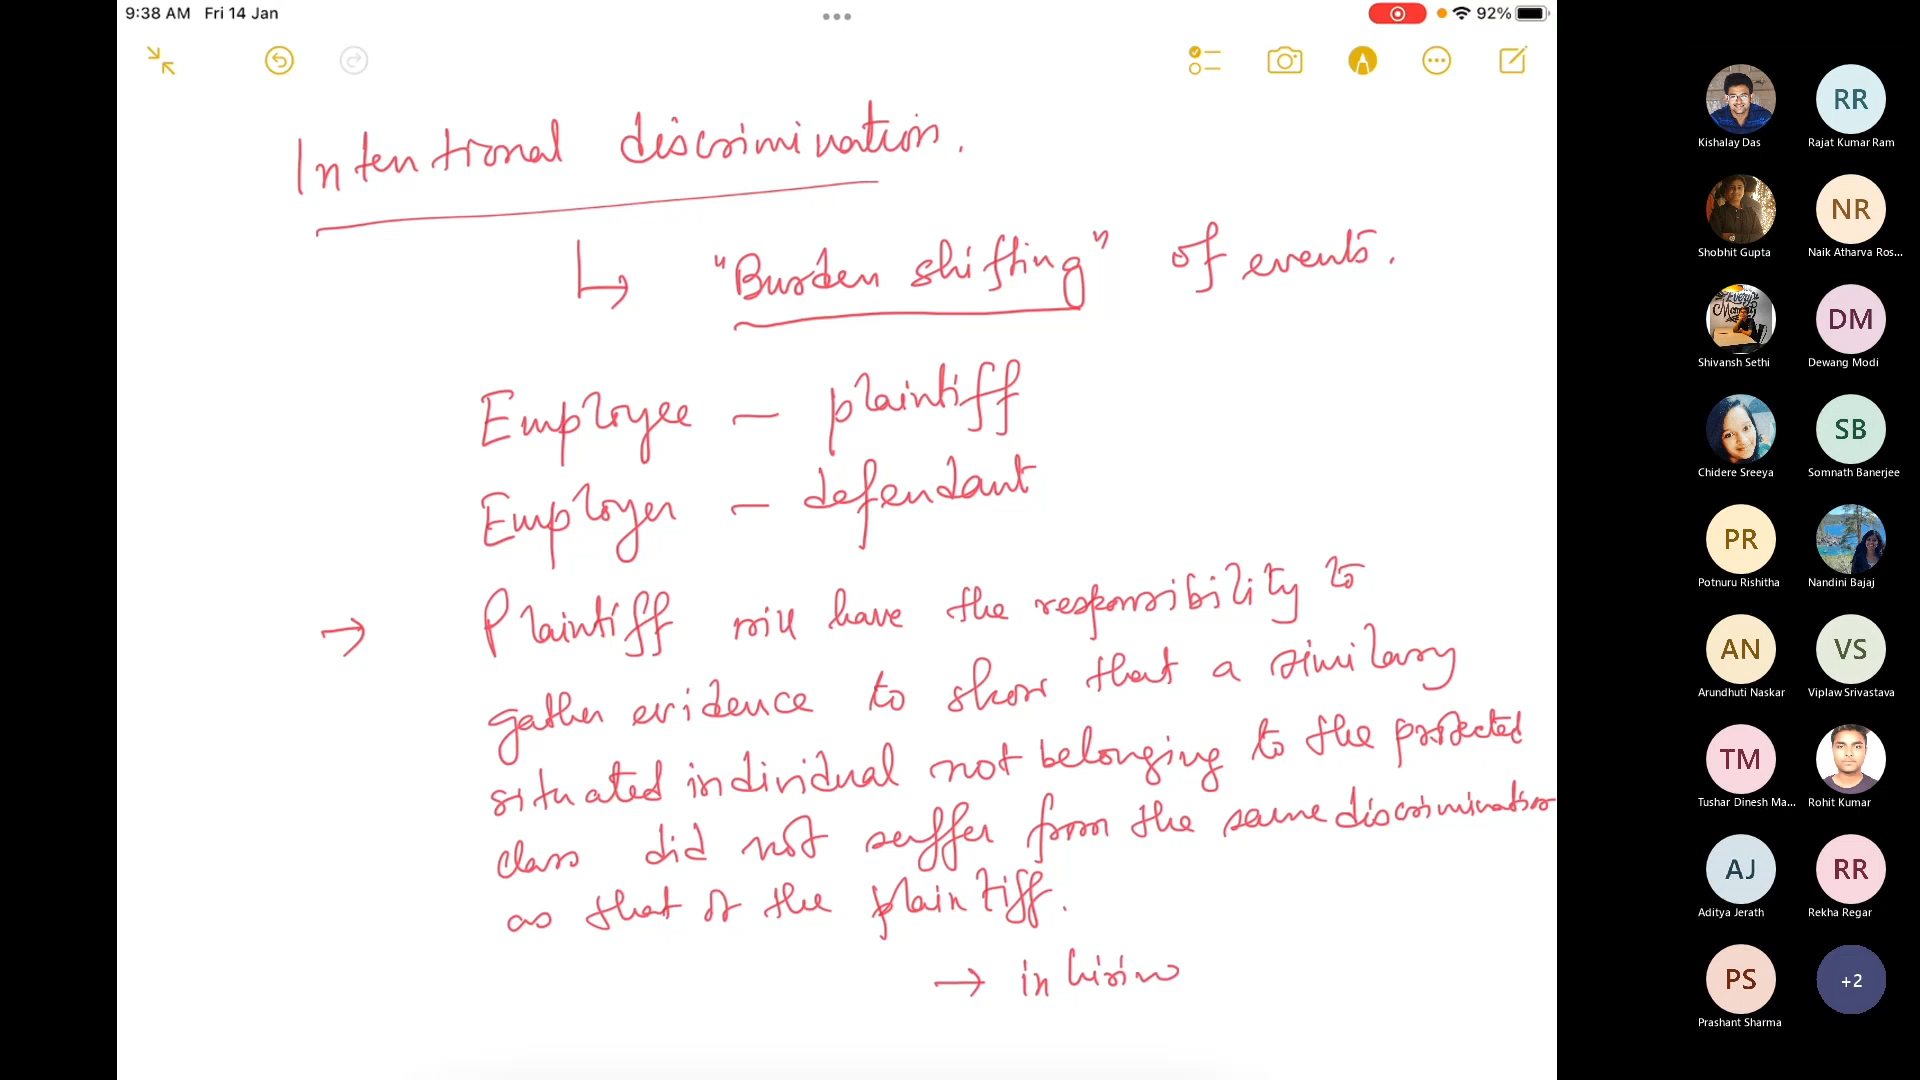 9:38 AM Fri 14 Jan
92%
Intentional discrimination.
"Burden shifting" of events.
Employee — plaintiff
Employer — defendant
→ Plaintiff will have the responsibility to
gather evidence to show that a similary
situated individual not belonging to the protected
class did not suffer from the same discrimination
as that of the plaintiff.
→ in hirin
Kishalay Das
RR
Rajat Kumar Ram
Shobhit Gupta
NR
Naik Atharva Ros...
Shivansh Sethi
DM
Dewang Modi
Chidere Sreeya
SB
Somnath Banerjee
PR
Potnuru Rishitha
Nandini Bajaj
AN
Arundhuti Naskar
VS
Viplaw Srivastava
TM
Tushar Dinesh Ma...
Rohit Kumar
AJ
Aditya Jerath
RR
Rekha Regar
PS
Prashant Sharma
+2